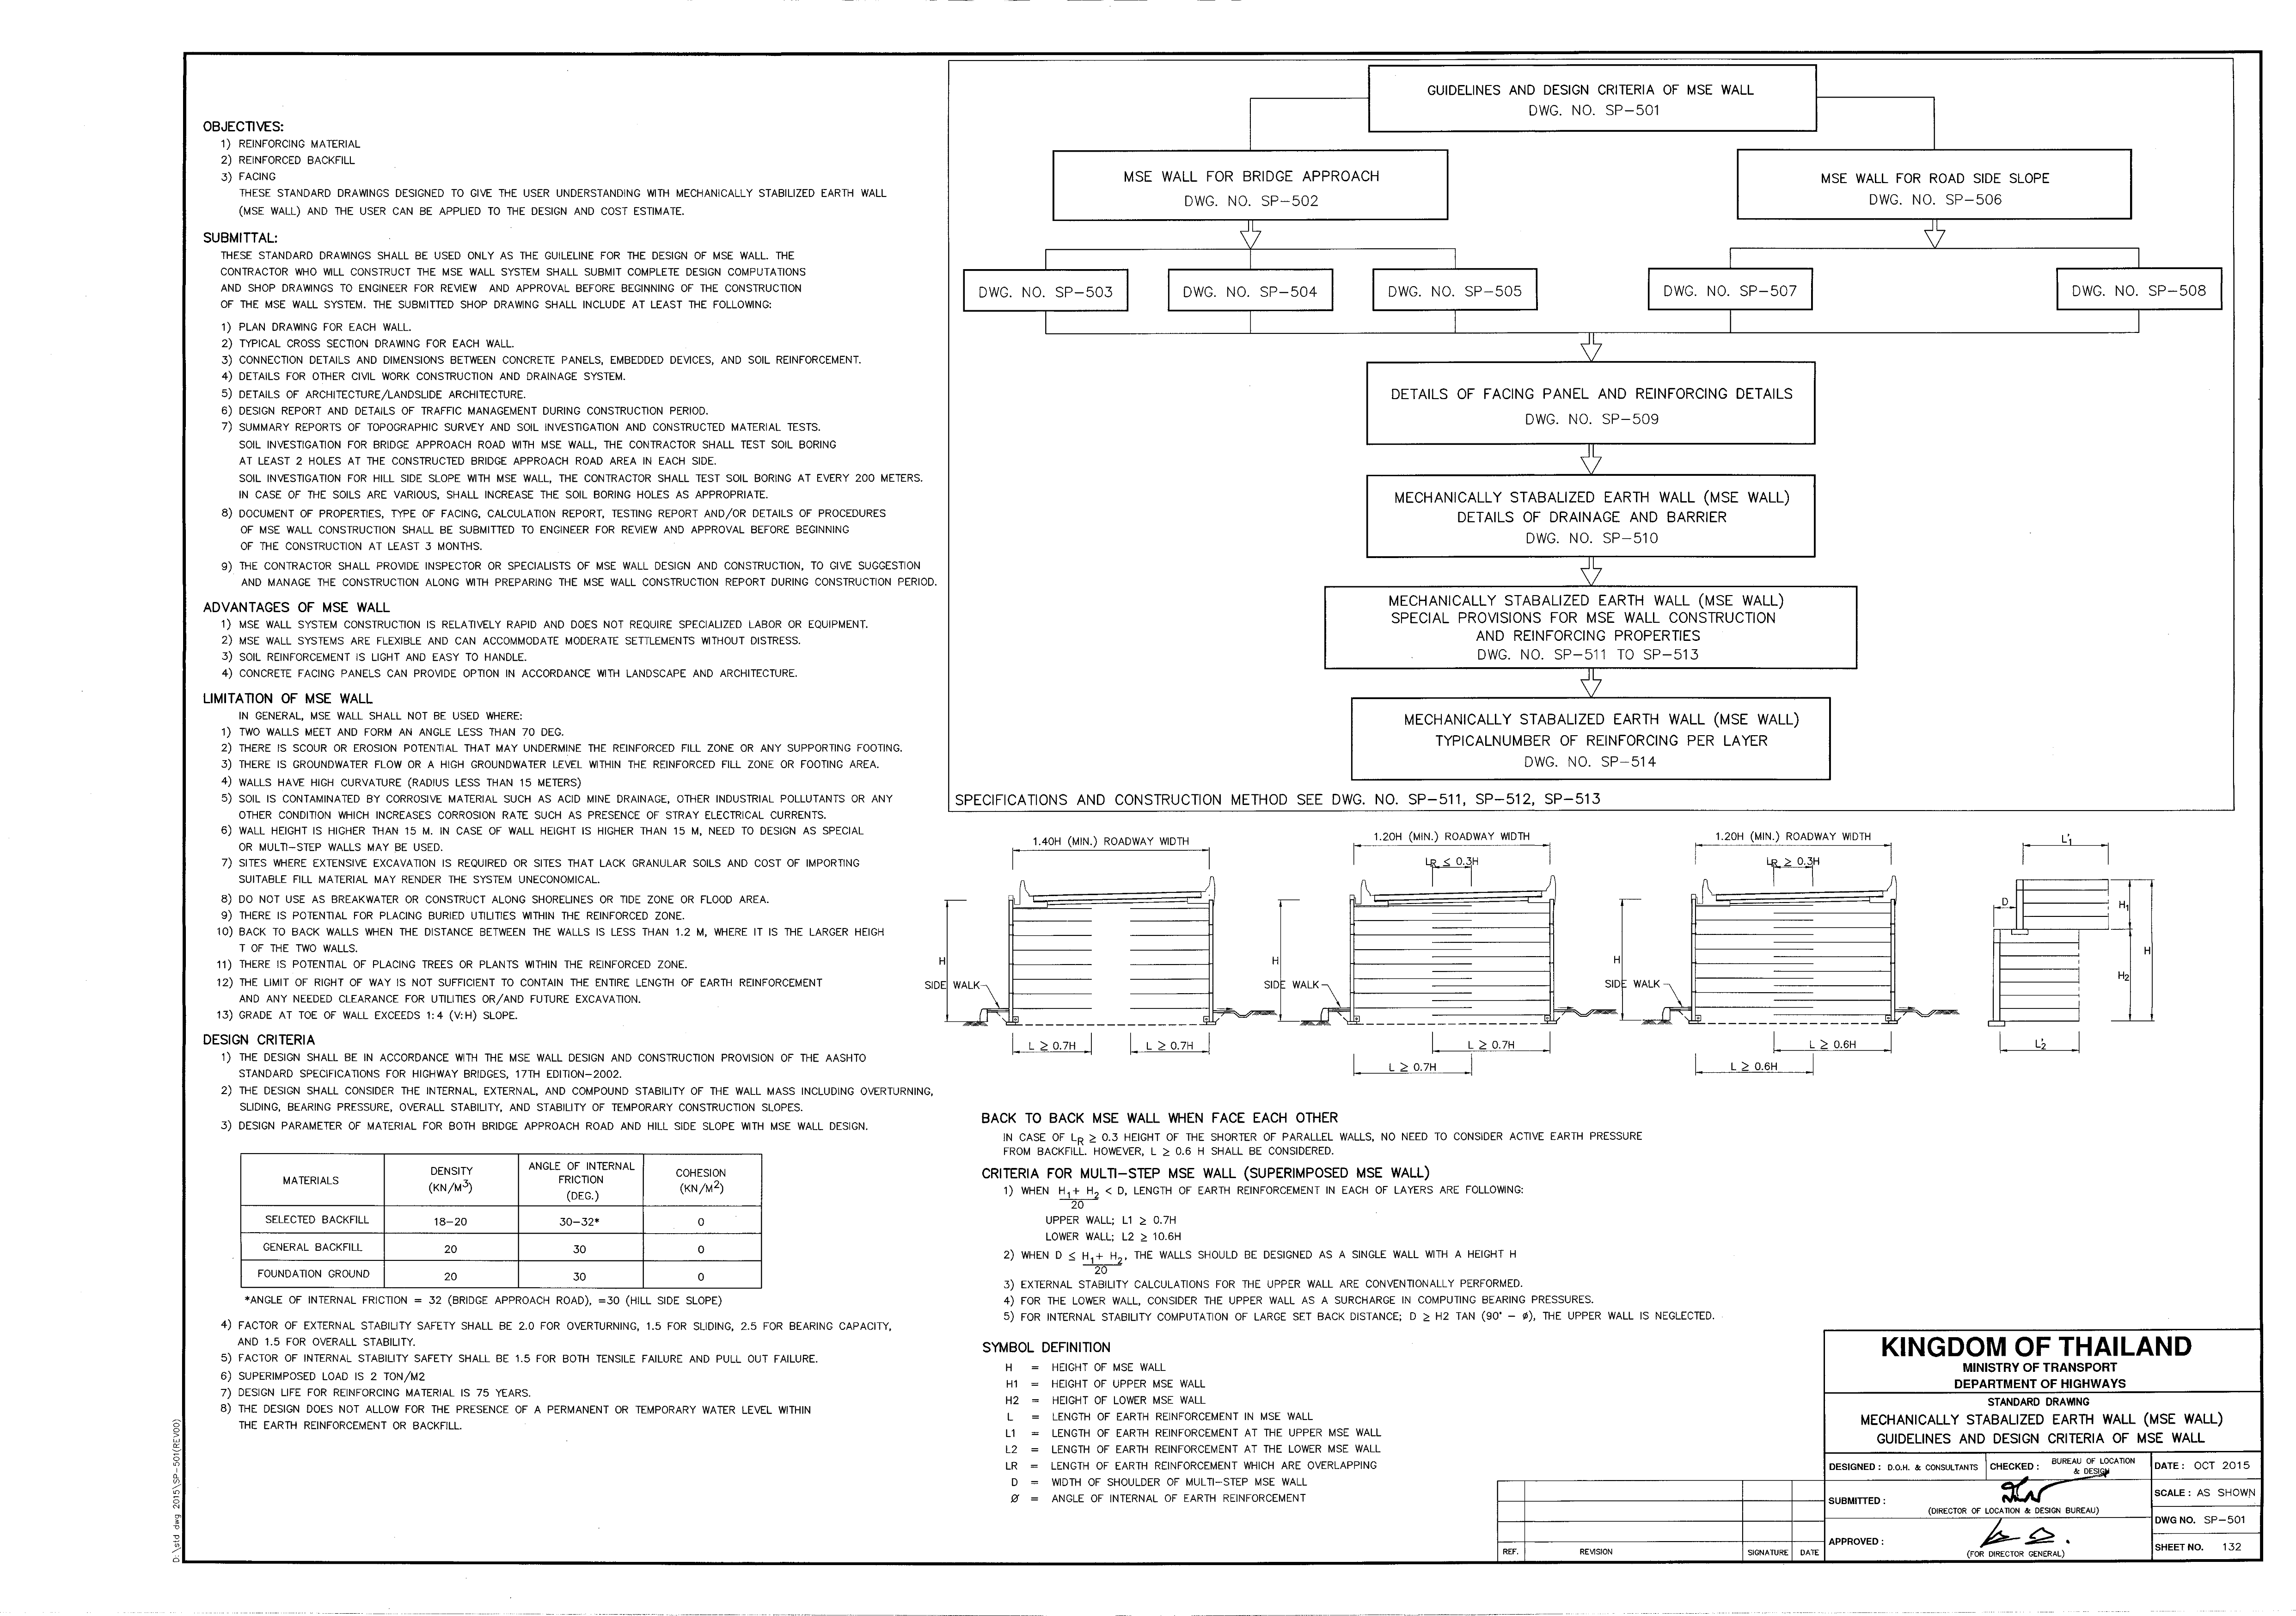 OBJECTIVES:
1) REINFORCING MATERIAL
2) REINFORCED BACKFILL
3) FACING
THESE STANDARD DRAWINGS DESIGNED TO GIVE THE USER UNDERSTANDING WITH MECHANICALLY STABILIZED EARTH WALL
(MSE WALL) AND THE USER CAN BE APPLIED TO THE DESIGN AND COST ESTIMATE.
SUBMITTAL:
THESE STANDARD DRAWINGS SHALL BE USED ONLY AS THE GUILELINE FOR THE DESIGN OF MSE WALL. THE
CONTRACTOR WHO WILL CONSTRUCT THE MSE WALL SYSTEM SHALL SUBMIT COMPLETE DESIGN COMPUTATIONS
AND SHOP DRAWINGS TO ENGINEER FOR REVIEW AND APPROVAL BEFORE BEGINNING OF THE CONSTRUCTION
OF THE MSE WALL SYSTEM. THE SUBMITTED SHOP DRAWING SHALL INCLUDE AT LEAST THE FOLLOWING:
1) PLAN DRAWING FOR EACH WALL.
2) TYPICAL CROSS SECTION DRAWING FOR EACH WALL.
3) CONNECTION DETAILS AND DIMENSIONS BETWEEN CONCRETE PANELS, EMBEDDED DEVICES, AND SOIL REINFORCEMENT.
4) DETAILS FOR OTHER CIVIL WORK CONSTRUCTION AND DRAINAGE SYSTEM.
5) DETAILS OF ARCHITECTURE/LANDSLIDE ARCHITECTURE.
6) DESIGN REPORT AND DETAILS OF TRAFFIC MANAGEMENT DURING CONSTRUCTION PERIOD.
7) SUMMARY REPORTS OF TOPOGRAPHIC SURVEY AND SOIL INVESTIGATION AND CONSTRUCTED MATERIAL TESTS.
SOIL INVESTIGATION FOR BRIDGE APPROACH ROAD WITH MSE WALL, THE CONTRACTOR SHALL TEST SOIL BORING
AT LEAST 2 HOLES AT THE CONSTRUCTED BRIDGE APPROACH ROAD AREA IN EACH SIDE.
SOIL INVESTIGATION FOR HILL SIDE SLOPE WITH MSE WALL, THE CONTRACTOR SHALL TEST SOIL BORING AT EVERY 200 METERS.
IN CASE OF THE SOILS ARE VARIOUS, SHALL INCREASE THE SOIL BORING HOLES AS APPROPRIATE.
8) DOCUMENT OF PROPERTIES, TYPE OF FACING, CALCULATION REPORT, TESTING REPORT AND/OR DETAILS OF PROCEDURES
OF MSE WALL CONSTRUCTION SHALL BE SUBMITTED TO ENGINEER FOR REVIEW AND APPROVAL BEFORE BEGINNING
OF THE CONSTRUCTION AT LEAST 3 MONTHS.
9) THE CONTRACTOR SHALL PROVIDE INSPECTOR OR SPECIALISTS OF MSE WALL DESIGN AND CONSTRUCTION, TO GIVE SUGGESTION
AND MANAGE THE CONSTRUCTION ALONG WITH PREPARING THE MSE WALL CONSTRUCTION REPORT DURING CONSTRUCTION PERIOD.
ADVANTAGES OF MSE WALL
1) MSE WALL SYSTEM CONSTRUCTION IS RELATIVELY RAPID AND DOES NOT REQUIRE SPECIALIZED LABOR OR EQUIPMENT.
2) MSE WALL SYSTEMS ARE FLEXIBLE AND CAN ACCOMMODATE MODERATE SETTLEMENTS WITHOUT DISTRESS.
3) SOIL REINFORCEMENT IS LIGHT AND EASY TO HANDLE.
4) CONCRETE FACING PANELS CAN PROVIDE OPTION IN ACCORDANCE WITH LANDSCAPE AND ARCHITECTURE.
LIMITATION OF MSE WALL
IN GENERAL, MSE WALL SHALL NOT BE USED WHERE:
1) TWO WALLS MEET AND FORM AN ANGLE LESS THAN 70 DEG.
2) THERE IS SCOUR OR EROSION POTENTIAL THAT MAY UNDERMINE THE REINFORCED FILL ZONE OR ANY SUPPORTING FOOTING.
3) THERE IS GROUNDWATER FLOW OR A HIGH GROUNDWATER LEVEL WITHIN THE REINFORCED FILL ZONE OR FOOTING AREA.
4) WALLS HAVE HIGH CURVATURE (RADIUS LESS THAN 15 METERS)
5) SOIL IS CONTAMINATED BY CORROSIVE MATERIAL SUCH AS ACID MINE DRAINAGE, OTHER INDUSTRIAL POLLUTANTS OR ANY
OTHER CONDITION WHICH INCREASES CORROSION RATE SUCH AS PRESENCE OF STRAY ELECTRICAL CURRENTS.
6) WALL HEIGHT IS HIGHER THAN 15 M. IN CASE OF WALL HEIGHT IS HIGHER THAN 15 M, NEED TO DESIGN AS SPECIAL
OR MULTI-STEP WALLS MAY BE USED.
7) SITES WHERE EXTENSIVE EXCAVATION IS REQUIRED OR SITES THAT LACK GRANULAR SOILS AND COST OF IMPORTING
SUITABLE FILL MATERIAL MAY RENDER THE SYSTEM UNECONOMICAL.
8) DO NOT USE AS BREAKWATER OR CONSTRUCT ALONG SHORELINES OR TIDE ZONE OR FLOOD AREA.
9) THERE IS POTENTIAL FOR PLACING BURIED UTILITIES WITHIN THE REINFORCED ZONE.
10) BACK TO BACK WALLS WHEN THE DISTANCE BETWEEN THE WALLS IS LESS THAN 1.2 M, WHERE IT IS THE LARGER HEIGH
T OF THE TWO WALLS.
11) THERE IS POTENTIAL OF PLACING TREES OR PLANTS WITHIN THE REINFORCED ZONE.
12) THE LIMIT OF RIGHT OF WAY IS NOT SUFFICIENT TO CONTAIN THE ENTIRE LENGTH OF EARTH REINFORCEMENT
AND ANY NEEDED CLEARANCE FOR UTILITIES OR/AND FUTURE EXCAVATION.
13) GRADE AT TOE OF WALL EXCEEDS 1:4 (V:H) SLOPE.
DESIGN CRITERIA
1) THE DESIGN SHALL BE IN ACCORDANCE WITH THE MSE WALL DESIGN AND CONSTRUCTION PROVISION OF THE AASHTO
STANDARD SPECIFICATIONS FOR HIGHWAY BRIDGES, 17TH EDITION-2002.
2) THE DESIGN SHALL CONSIDER THE INTERNAL, EXTERNAL, AND COMPOUND STABILITY OF THE WALL MASS INCLUDING OVERTURNING,
SLIDING, BEARING PRESSURE, OVERALL STABILITY, AND STABILITY OF TEMPORARY CONSTRUCTION SLOPES.
3) DESIGN PARAMETER OF MATERIAL FOR BOTH BRIDGE APPROACH ROAD AND HILL SIDE SLOPE WITH MSE WALL DESIGN.
MATERIALS DENSITY (KN/M3) ANGLE OF INTERNAL FRICTION (DEG.) COHESION (KN/M2)
SELECTED BACKFILL 18-20 30-32* 0
GENERAL BACKFILL 20 30 0
FOUNDATION GROUND 20 30 0
*ANGLE OF INTERNAL FRICTION = 32 (BRIDGE APPROACH ROAD), =30 (HILL SIDE SLOPE)
4) FACTOR OF EXTERNAL STABILITY SAFETY SHALL BE 2.0 FOR OVERTURNING, 1.5 FOR SLIDING, 2.5 FOR BEARING CAPACITY,
AND 1.5 FOR OVERALL STABILITY.
5) FACTOR OF INTERNAL STABILITY SAFETY SHALL BE 1.5 FOR BOTH TENSILE FAILURE AND PULL OUT FAILURE.
6) SUPERIMPOSED LOAD IS 2 TON/M2
7) DESIGN LIFE FOR REINFORCING MATERIAL IS 75 YEARS.
8) THE DESIGN DOES NOT ALLOW FOR THE PRESENCE OF A PERMANENT OR TEMPORARY WATER LEVEL WITHIN
THE EARTH REINFORCEMENT OR BACKFILL.
D:\std dwg 2015\SP-501(REV00)
GUIDELINES AND DESIGN CRITERIA OF MSE WALL
DWG. NO. SP-501
MSE WALL FOR BRIDGE APPROACH
DWG. NO. SP-502
MSE WALL FOR ROAD SIDE SLOPE
DWG. NO. SP-506
DWG. NO. SP-503
DWG. NO. SP-504
DWG. NO. SP-505
DWG. NO. SP-507
DWG. NO. SP-508
DETAILS OF FACING PANEL AND REINFORCING DETAILS
DWG. NO. SP-509
MECHANICALLY STABALIZED EARTH WALL (MSE WALL)
DETAILS OF DRAINAGE AND BARRIER
DWG. NO. SP-510
MECHANICALLY STABALIZED EARTH WALL (MSE WALL)
SPECIAL PROVISIONS FOR MSE WALL CONSTRUCTION
AND REINFORCING PROPERTIES
DWG. NO. SP-511 TO SP-513
MECHANICALLY STABALIZED EARTH WALL (MSE WALL)
TYPICALNUMBER OF REINFORCING PER LAYER
DWG. NO. SP-514
SPECIFICATIONS AND CONSTRUCTION METHOD SEE DWG. NO. SP-511, SP-512, SP-513
1.40H (MIN.) ROADWAY WIDTH
H
SIDE WALK
L ≥ 0.7H
L ≥ 0.7H
1.20H (MIN.) ROADWAY WIDTH
LR ≤ 0.3H
H
SIDE WALK
L ≥ 0.7H
L ≥ 0.7H
1.20H (MIN.) ROADWAY WIDTH
LR ≥ 0.3H
H
SIDE WALK
L ≥ 0.6H
L ≥ 0.6H
L'1
D
H1
H
H2
L'2
BACK TO BACK MSE WALL WHEN FACE EACH OTHER
IN CASE OF LR ≥ 0.3 HEIGHT OF THE SHORTER OF PARALLEL WALLS, NO NEED TO CONSIDER ACTIVE EARTH PRESSURE
FROM BACKFILL. HOWEVER, L ≥ 0.6 H SHALL BE CONSIDERED.
CRITERIA FOR MULTI-STEP MSE WALL (SUPERIMPOSED MSE WALL)
1) WHEN H1+ H2 < D, LENGTH OF EARTH REINFORCEMENT IN EACH OF LAYERS ARE FOLLOWING:
20
UPPER WALL; L1 ≥ 0.7H
LOWER WALL; L2 ≥ 10.6H
2) WHEN D ≤ H1+ H2, THE WALLS SHOULD BE DESIGNED AS A SINGLE WALL WITH A HEIGHT H
20
3) EXTERNAL STABILITY CALCULATIONS FOR THE UPPER WALL ARE CONVENTIONALLY PERFORMED.
4) FOR THE LOWER WALL, CONSIDER THE UPPER WALL AS A SURCHARGE IN COMPUTING BEARING PRESSURES.
5) FOR INTERNAL STABILITY COMPUTATION OF LARGE SET BACK DISTANCE; D ≥ H2 TAN (90° - ø), THE UPPER WALL IS NEGLECTED.
SYMBOL DEFINITION
H = HEIGHT OF MSE WALL
H1 = HEIGHT OF UPPER MSE WALL
H2 = HEIGHT OF LOWER MSE WALL
L = LENGTH OF EARTH REINFORCEMENT IN MSE WALL
L1 = LENGTH OF EARTH REINFORCEMENT AT THE UPPER MSE WALL
L2 = LENGTH OF EARTH REINFORCEMENT AT THE LOWER MSE WALL
LR = LENGTH OF EARTH REINFORCEMENT WHICH ARE OVERLAPPING
D = WIDTH OF SHOULDER OF MULTI-STEP MSE WALL
Ø = ANGLE OF INTERNAL OF EARTH REINFORCEMENT
REF. REVISION SIGNATURE DATE
KINGDOM OF THAILAND
MINISTRY OF TRANSPORT
DEPARTMENT OF HIGHWAYS
STANDARD DRAWING
MECHANICALLY STABALIZED EARTH WALL (MSE WALL)
GUIDELINES AND DESIGN CRITERIA OF MSE WALL
DESIGNED : D.O.H. & CONSULTANTS
CHECKED : BUREAU OF LOCATION & DESIGN
DATE : OCT 2015
SUBMITTED :
(DIRECTOR OF LOCATION & DESIGN BUREAU)
SCALE : AS SHOWN
DWG NO. SP-501
APPROVED :
(FOR DIRECTOR GENERAL)
SHEET NO. 132